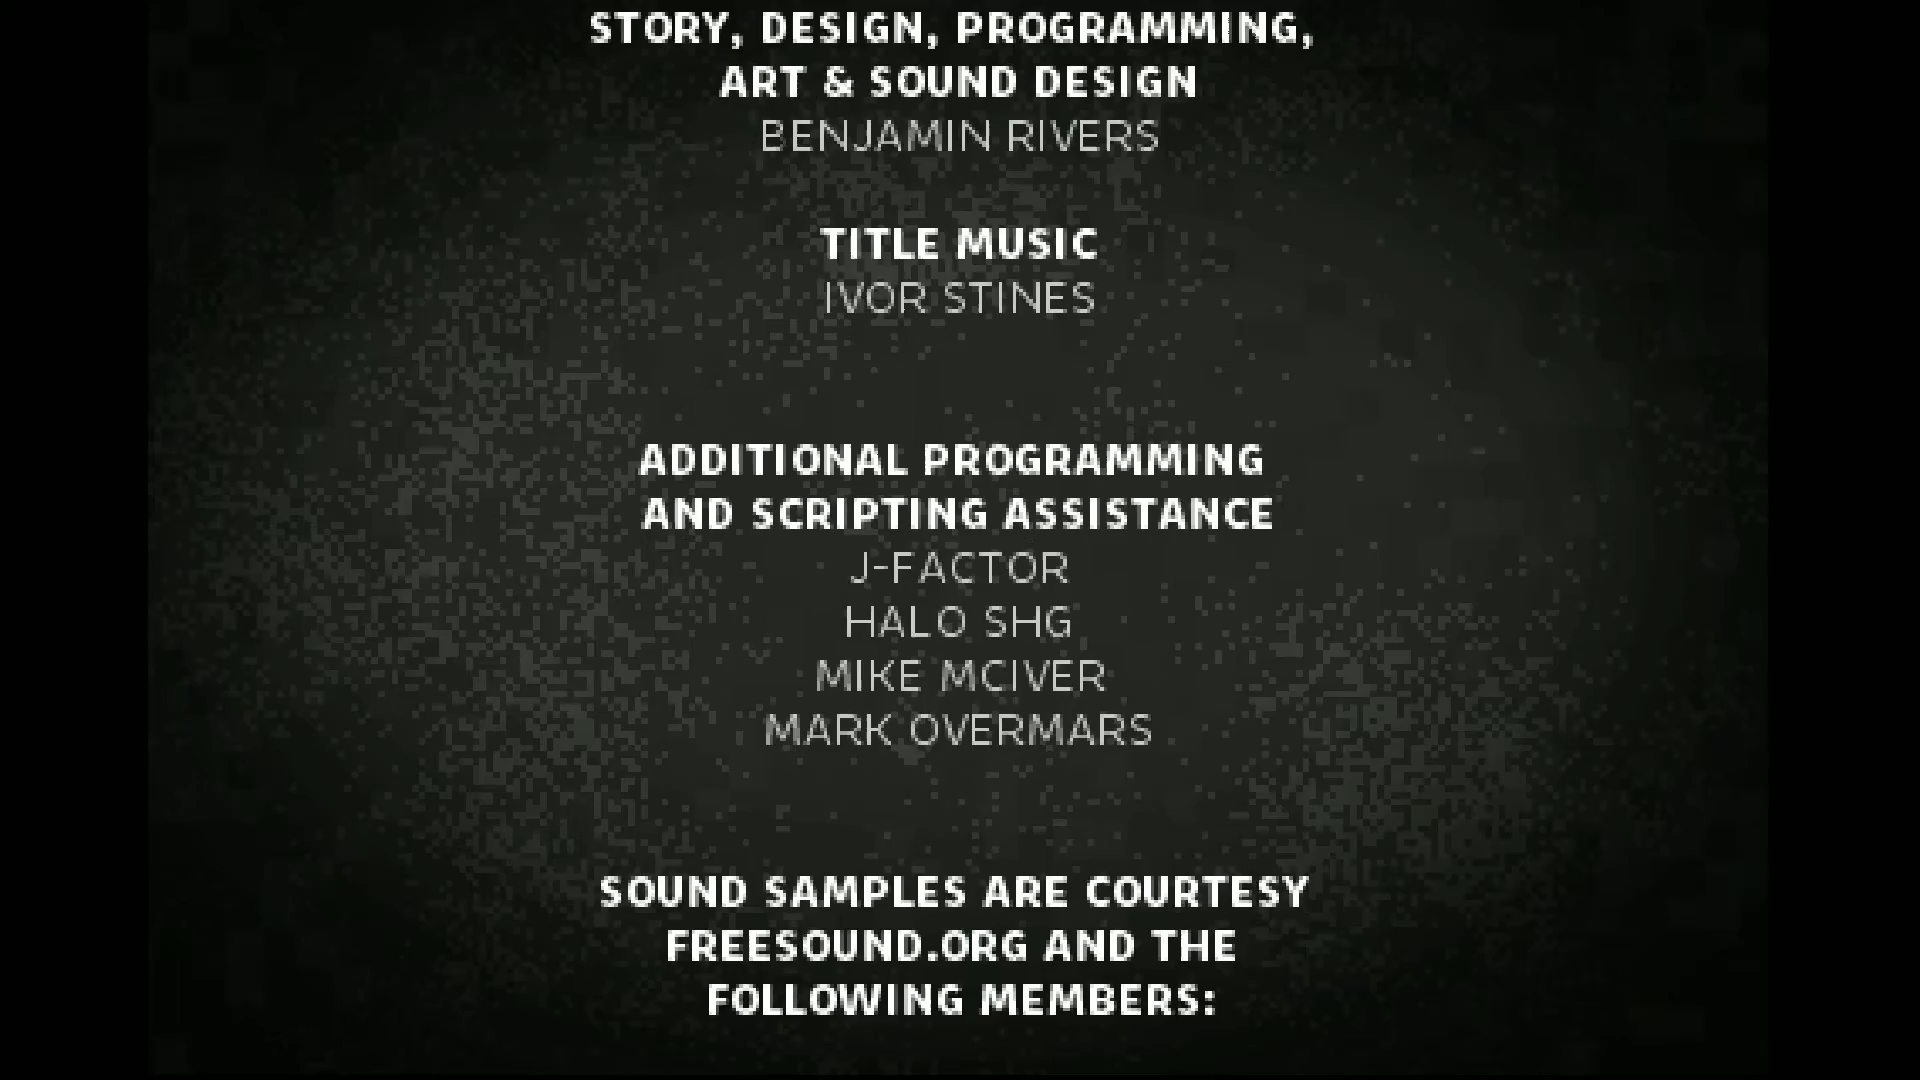 STORY, DESIGN, PROGRAMMING,
ART & SOUND DESIGN
BENJAMIN RIVERS
TITLE MUSIC
IVOR STINES
ADDITIONAL PROGRAMMING
AND SCRIPTING ASSISTANCE
J-FACTOR
HALO SHG
MIKE MCIVER
MARK OVERMARS
SOUND SAMPLES ARE COURTESY
FREESOUND.ORG AND THE
FOLLOWING MEMBERS: